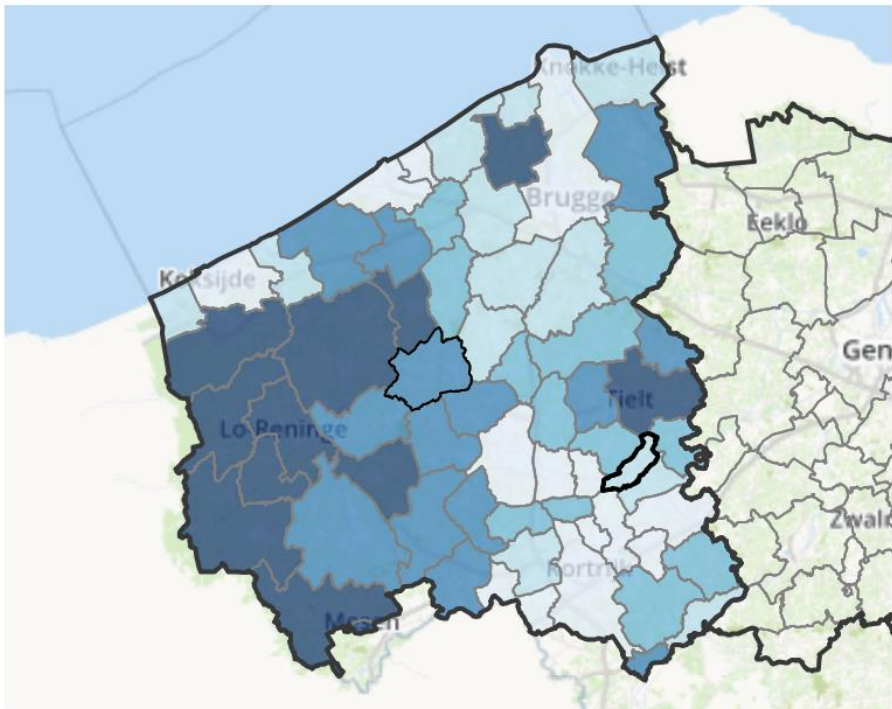 Knokke-Heist
Brugge
Eeklo
Koksijde
Gen
Tielt
Lo-Reninge
Zwal
Kortrijk
Mesen